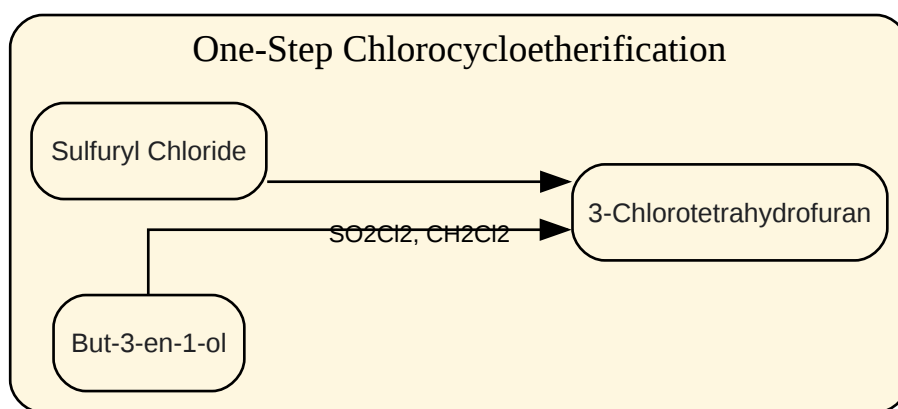 One-Step Chlorocycloetherification
Sulfuryl Chloride
3-Chlorotetrahydrofuran
SO2Cl2, CH2Cl2
But-3-en-1-ol